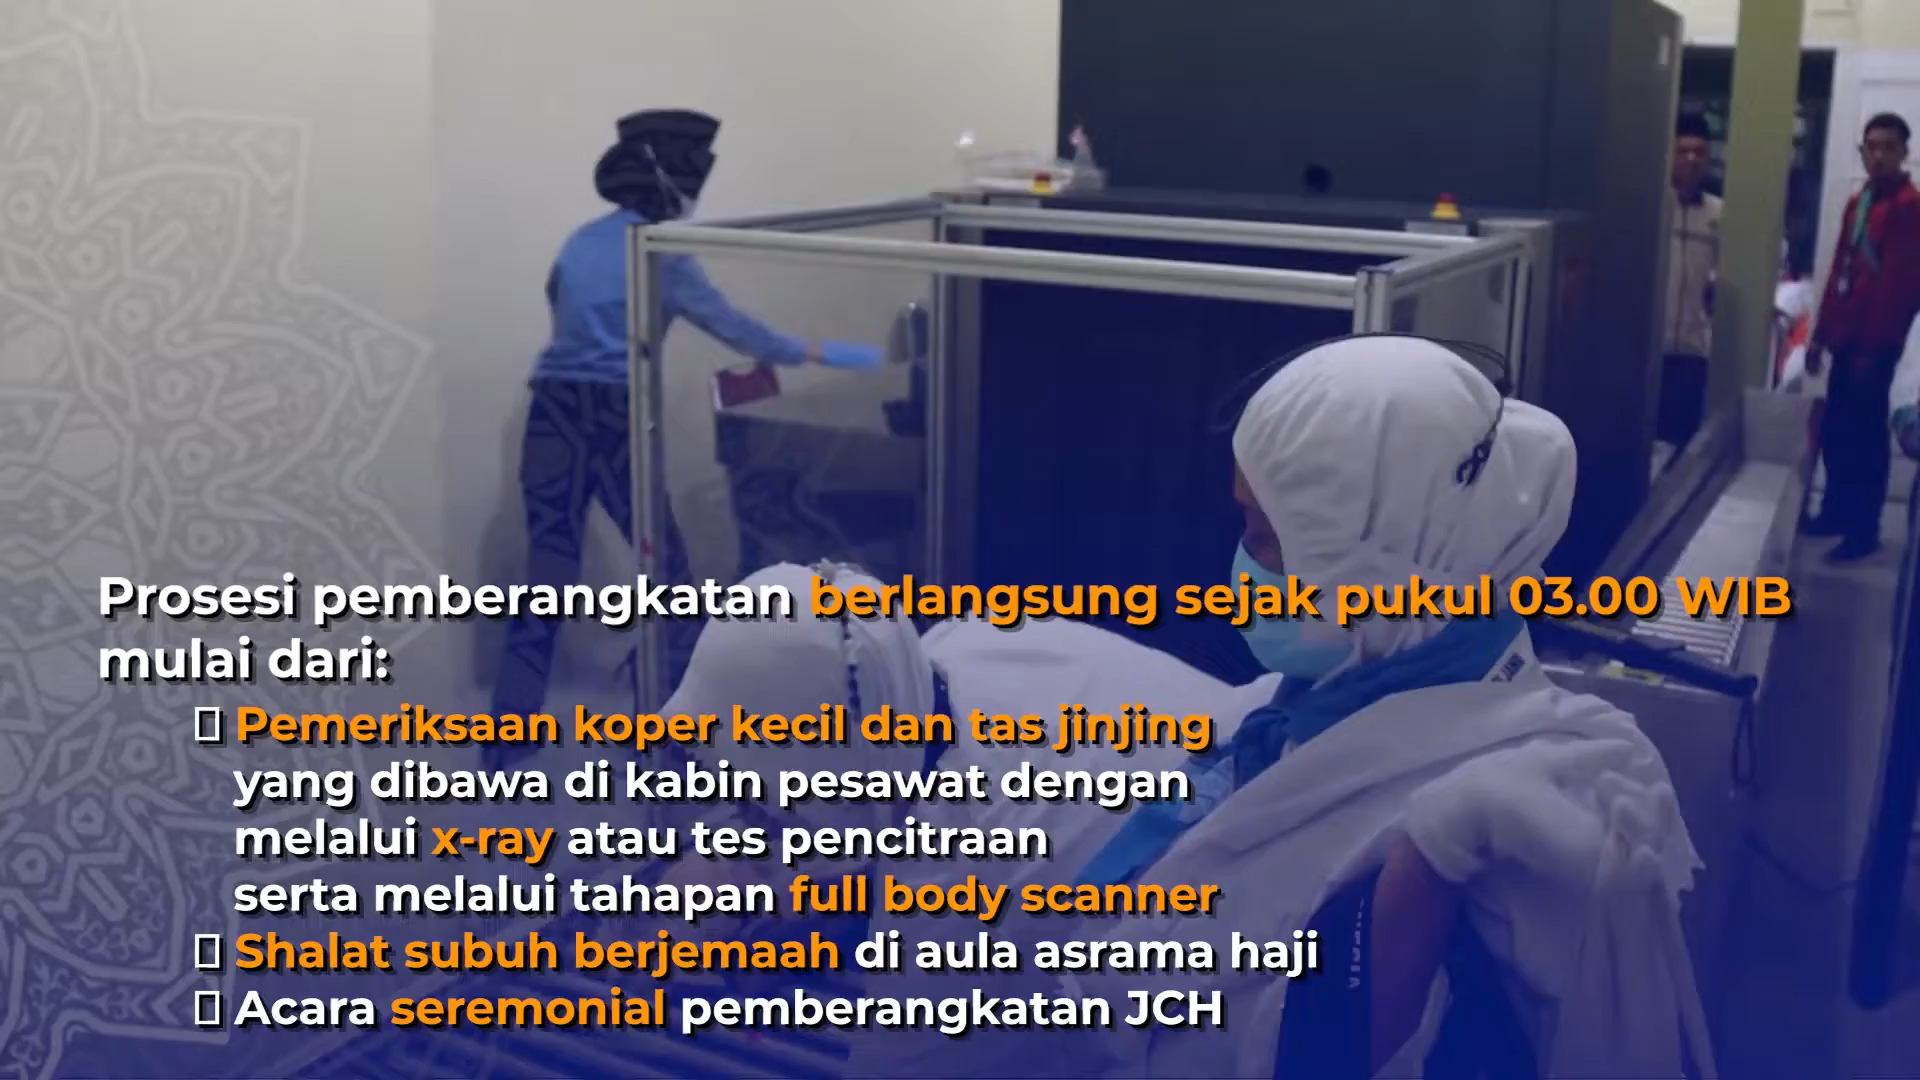 Prosesi pemberangkatan berlangsung sejak pukul 03.00 WIB
mulai dari:
Pemeriksaan koper kecil dan tas jinjing
yang dibawa di kabin pesawat dengan
melalui x-ray atau tes pencitraan
serta melalui tahapan full body scanner
Shalat subuh berjemaah di aula asrama haji
Acara seremonial pemberangkatan JCH